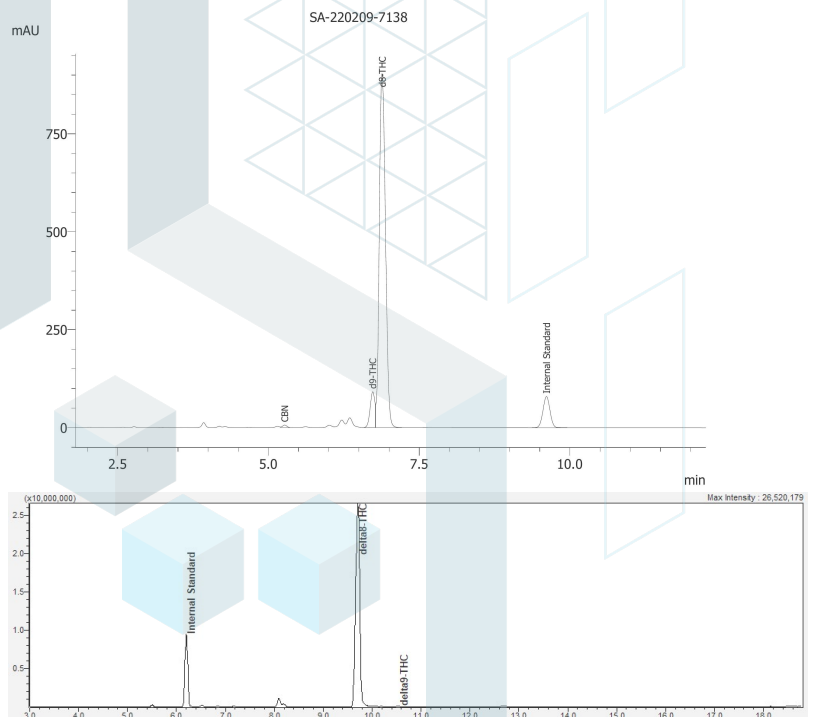 SA-220209-7138
mAU
d8-THC
750
500
250
Internal Standard
d9-THC
CBN
0
2.5
5.0
7.5
10.0
min
(x10,000,000)
Max Intensity : 26,520,179
2.5
delta8-THC
2.0
Internal Standard
1.5
1.0
delta9-THC
0.5
3.0 4.0 5.0 6.0 7.0 8.0 9.0 10.0 11.0 12.0 13.0 14.0 15.0 16.0 17.0 18.0